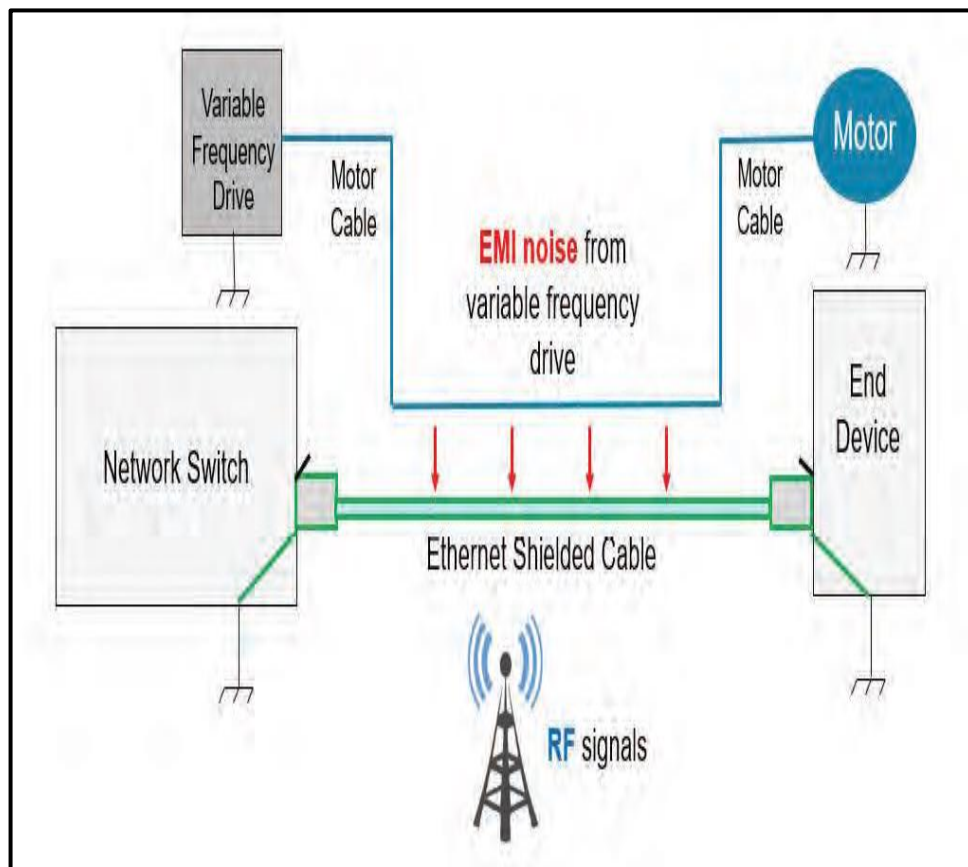 Variable
Frequency
Drive
Motor
Cable
Motor
Motor
Cable
EMI noise from
variable frequency
drive
Network Switch
End
Device
Ethernet Shielded Cable
RF signals